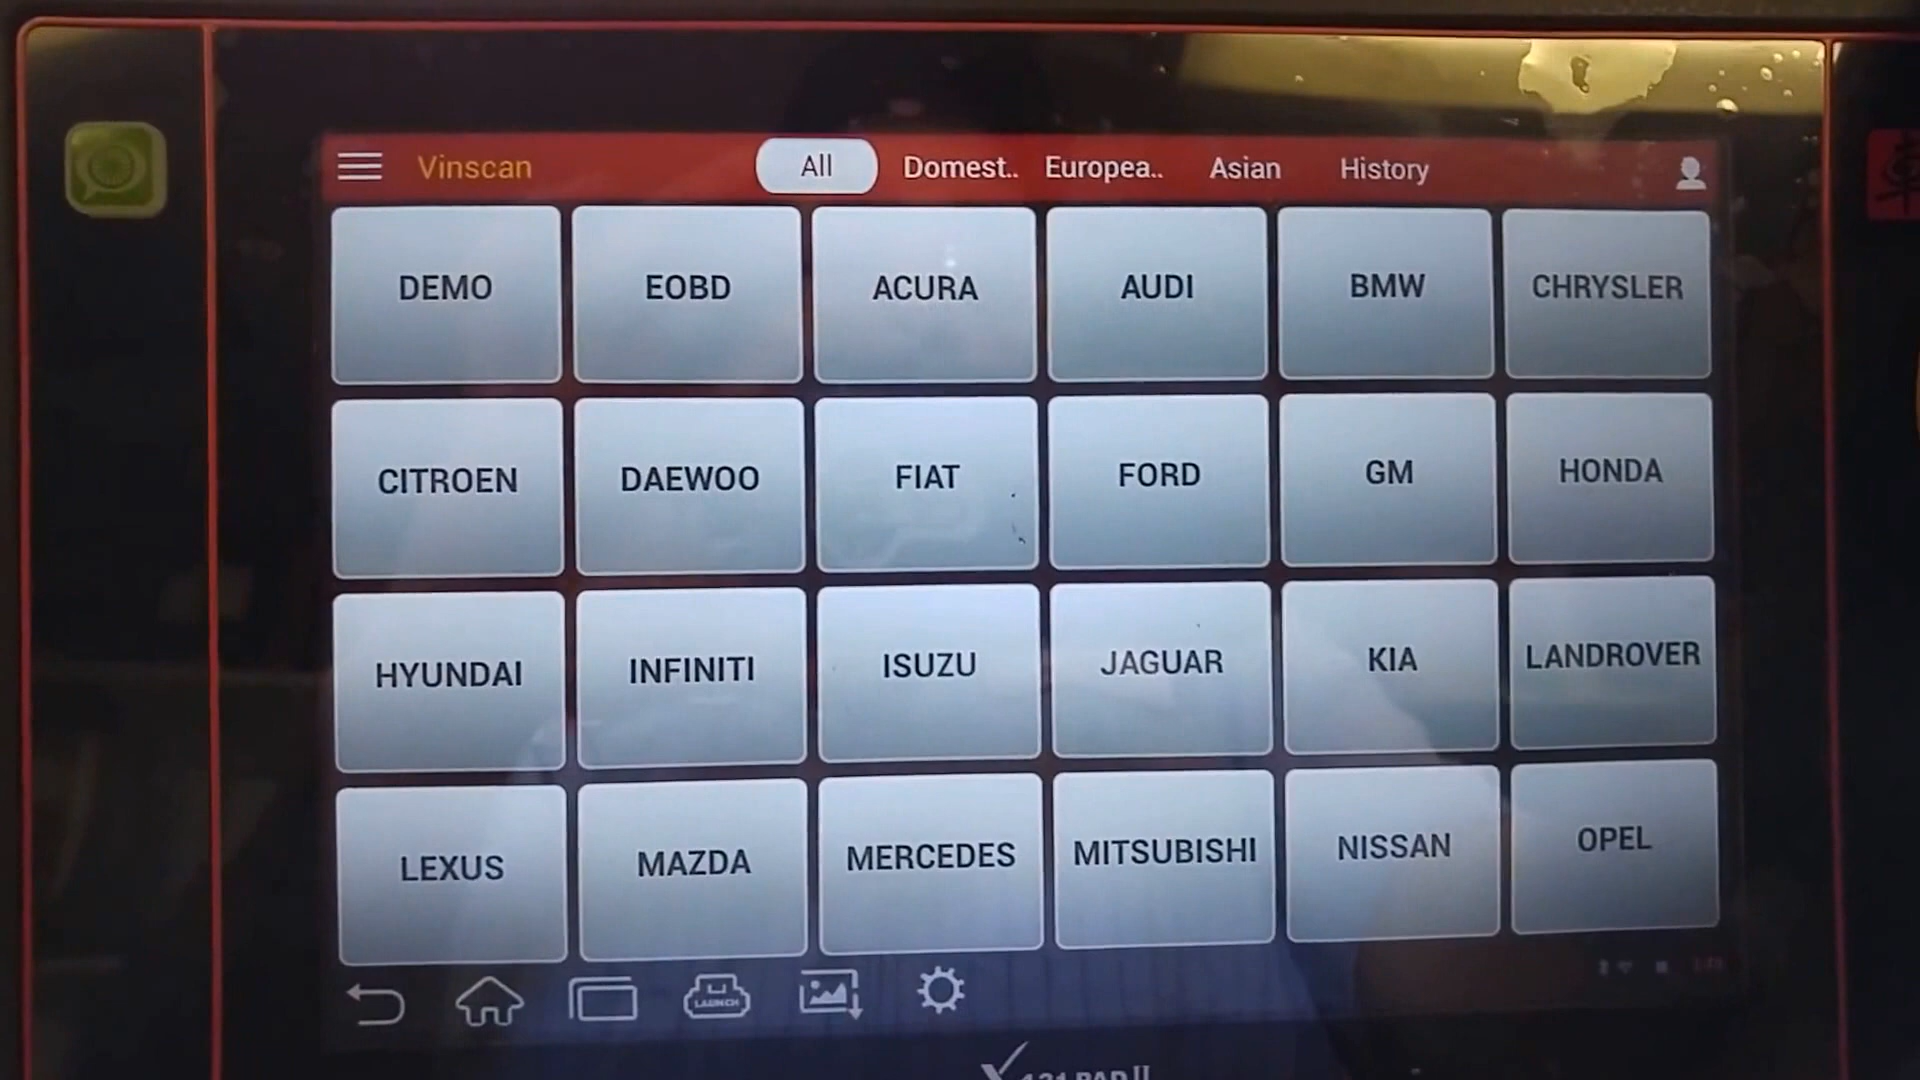 Vinscan All Domest.. Europea.. Asian History
DEMO EOBD ACURA AUDI BMW CHRYSLER
CITROEN DAEWOO FIAT FORD GM HONDA
HYUNDAI INFINITI ISUZU JAGUAR KIA LANDROVER
LEXUS MAZDA MERCEDES MITSUBISHI NISSAN OPEL
LAUNCH